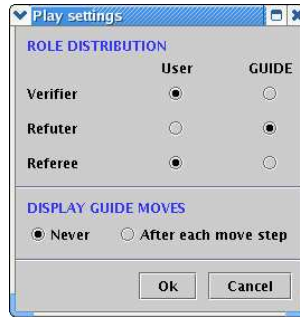 Play settings
ROLE DISTRIBUTION
User GUIDE
Verifier
Refuter
Referee
DISPLAY GUIDE MOVES
Never After each move step
Ok Cancel